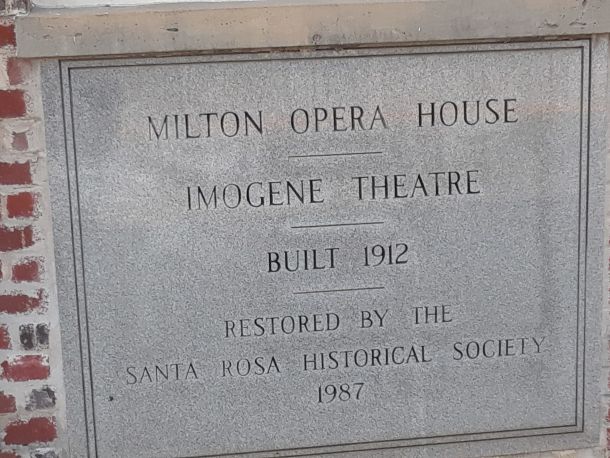 MILTON OPERA HOUSE
IMOGENE THEATRE
BUILT 1912
RESTORED BY THE
SANTA ROSA HISTORICAL SOCIETY
1987